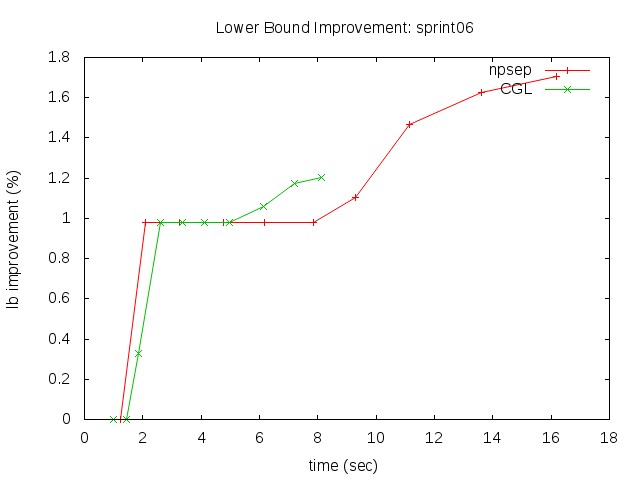 Lower Bound Improvement: sprint06
1.8
1.6
1.4
1.2
1
0.8
0.6
0.4
0.2
0
lb improvement (%)
npsep
CGL
0 2 4 6 8 10 12 14 16 18
time (sec)